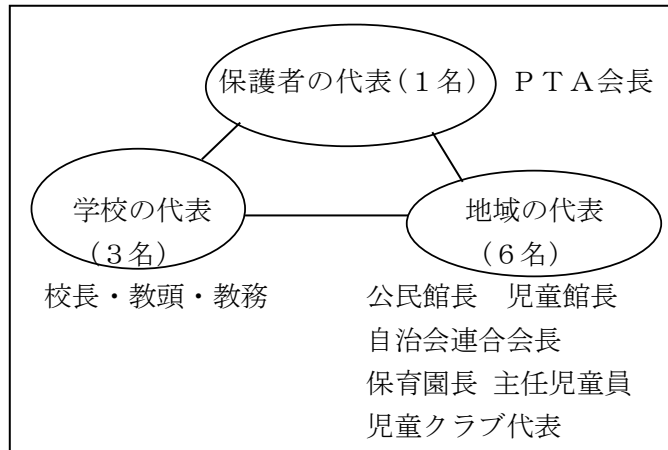 保護者の代表(1名) PTA会長
学校の代表
(3名)
地域の代表
(6名)
校長・教頭・教務
公民館長 児童館長
自治会連合会長
保育園長 主任児童員
児童クラブ代表